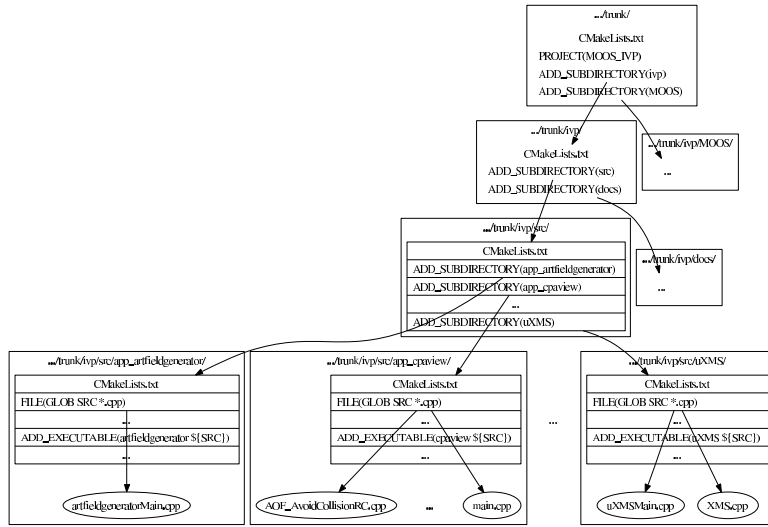 .../trunk/
CMakeLists.txt
PROJECT(MOOS_IVP)
ADD_SUBDIRECTORY(ivp)
ADD_SUBDIRECTORY(MOOS)
.../trunk/ivp/
CMakeLists.txt
ADD_SUBDIRECTORY(src)
ADD_SUBDIRECTORY(docs)
.../trunk/ivp/MOOS/
...
.../trunk/ivp/src/
CMakeLists.txt
ADD_SUBDIRECTORY(app_artfieldgenerator)
ADD_SUBDIRECTORY(app_cpaview)
...
ADD_SUBDIRECTORY(uXMS)
.../trunk/ivp/docs/
...
.../trunk/ivp/src/app_artfieldgenerator/
CMakeLists.txt
FILE(GLOB SRC *.cpp)
...
ADD_EXECUTABLE(artfieldgenerator ${SRC})
...
artfieldgeneratorMain.cpp
.../trunk/ivp/src/app_cpaview/
CMakeLists.txt
FILE(GLOB SRC *.cpp)
...
ADD_EXECUTABLE(cpaview ${SRC})
...
AOF_AvoidCollisionRC.cpp
...
main.cpp
...
.../trunk/ivp/src/uXMS/
CMakeLists.txt
FILE(GLOB SRC *.cpp)
...
ADD_EXECUTABLE(uXMS ${SRC})
...
uXMSMain.cpp
XMS.cpp